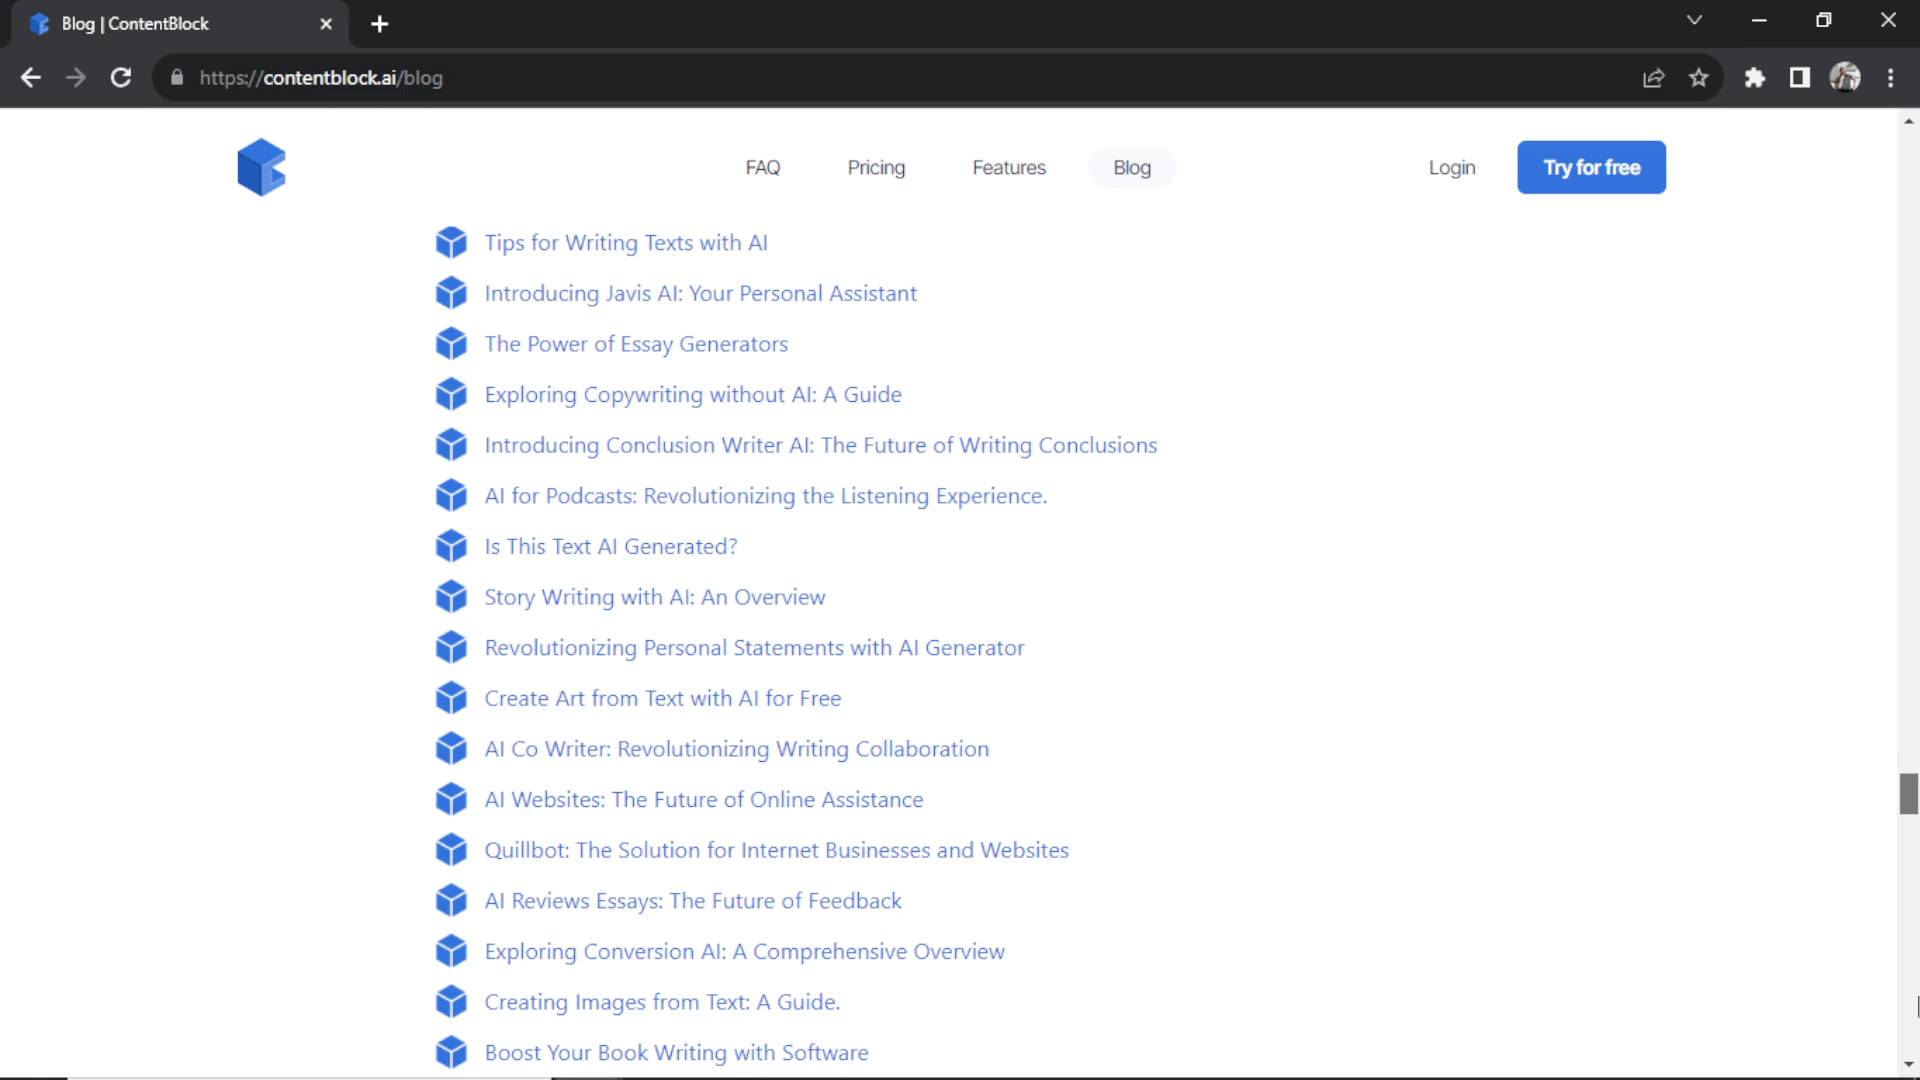 Blog | ContentBlock
https://contentblock.ai/blog
FAQ Pricing Features Blog Login Try for free
Tips for Writing Texts with AI
Introducing Javis AI: Your Personal Assistant
The Power of Essay Generators
Exploring Copywriting without AI: A Guide
Introducing Conclusion Writer AI: The Future of Writing Conclusions
AI for Podcasts: Revolutionizing the Listening Experience.
Is This Text AI Generated?
Story Writing with AI: An Overview
Revolutionizing Personal Statements with AI Generator
Create Art from Text with AI for Free
AI Co Writer: Revolutionizing Writing Collaboration
AI Websites: The Future of Online Assistance
Quillbot: The Solution for Internet Businesses and Websites
AI Reviews Essays: The Future of Feedback
Exploring Conversion AI: A Comprehensive Overview
Creating Images from Text: A Guide.
Boost Your Book Writing with Software